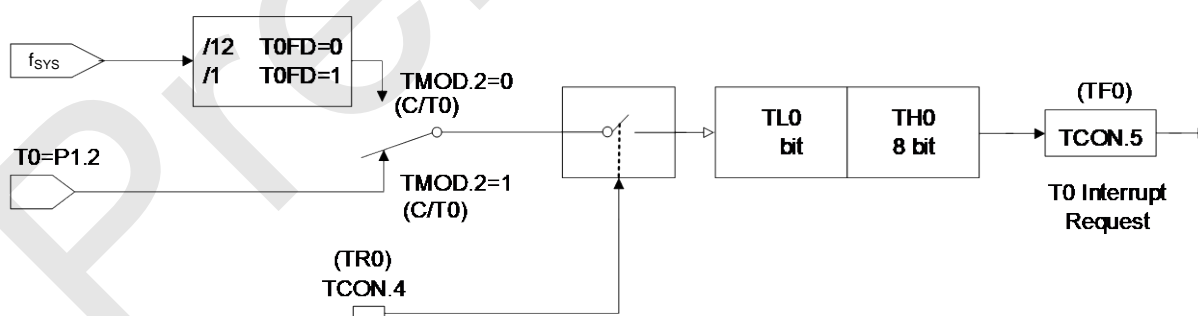 fSYS
/12 T0FD=0
/1 T0FD=1
TMOD.2=0
(C/T0)
T0=P1.2
TMOD.2=1
(C/T0)
(TR0)
TCON.4
TL0
bit
TH0
8 bit
(TF0)
TCON.5
T0 Interrupt
Request